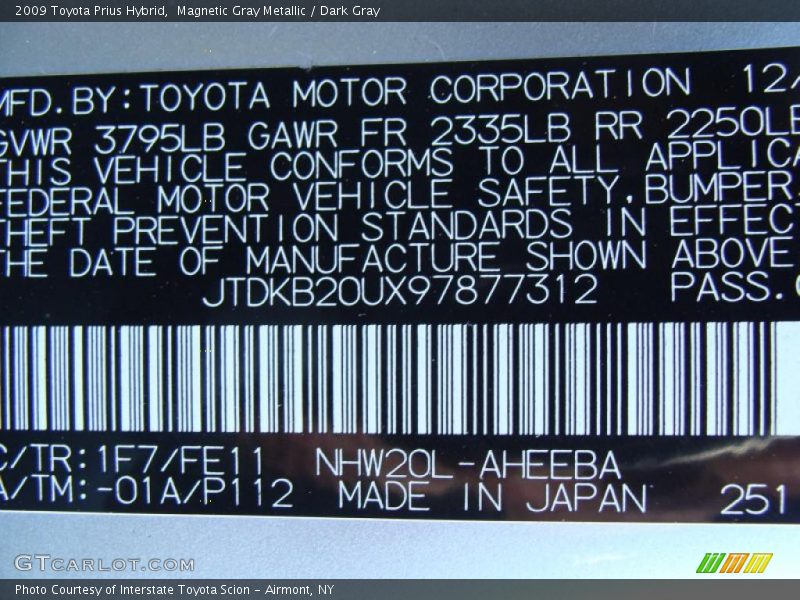 2009 Toyota Prius Hybrid,  Magnetic Gray Metallic / Dark Gray
MFD.BY:TOYOTA MOTOR CORPORATION 12/
GVWR 3795LB GAWR FR 2335LB RR 2250LB
THIS VEHICLE CONFORMS TO ALL APPLICA
FEDERAL MOTOR VEHICLE SAFETY,BUMPER,
THEFT PREVENTION STANDARDS IN EFFECT
THE DATE OF MANUFACTURE SHOWN ABOVE
JTDKB20UX97877312 PASS.C
C/TR:1F7/FE11 NHW20L-AHEEBA
A/TM:-01A/P112 MADE IN JAPAN 251
GTCARLOT.COM
Photo Courtesy of Interstate Toyota Scion - Airmont, NY